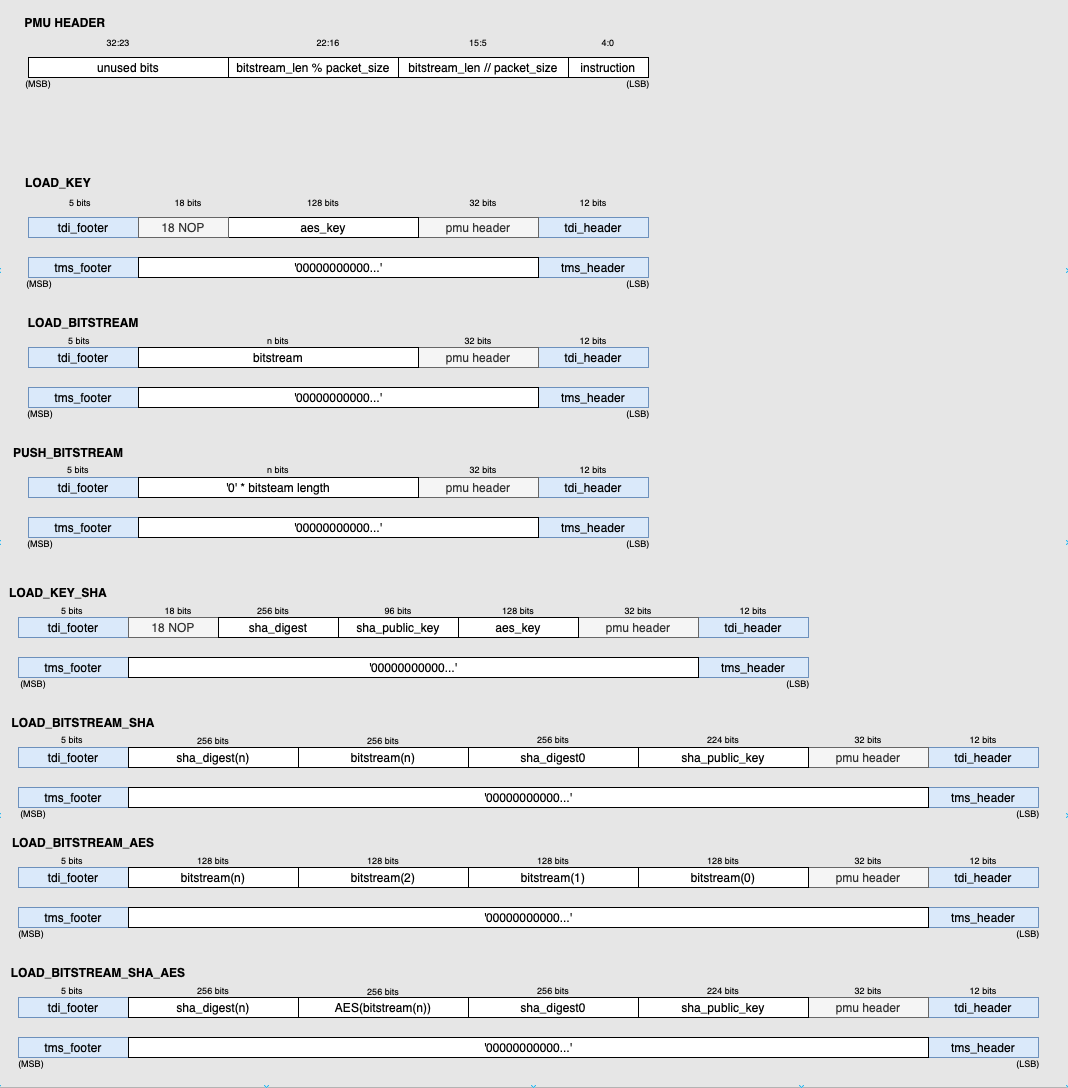 PMU HEADER
32:23 22:16 15:5 4:0
unused bits bitstream_len % packet_size bitstream_len // packet_size instruction
(MSB) (LSB)
LOAD_KEY
5 bits 18 bits 128 bits 32 bits 12 bits
tdi_footer 18 NOP aes_key pmu header tdi_header
tms_footer '00000000000...' tms_header
(MSB) (LSB)
LOAD_BITSTREAM
5 bits n bits 32 bits 12 bits
tdi_footer bitstream pmu header tdi_header
tms_footer '00000000000...' tms_header
(MSB) (LSB)
PUSH_BITSTREAM
5 bits n bits 32 bits 12 bits
tdi_footer '0' * bitsteam length pmu header tdi_header
tms_footer '00000000000...' tms_header
(MSB) (LSB)
LOAD_KEY_SHA
5 bits 18 bits 256 bits 96 bits 128 bits 32 bits 12 bits
tdi_footer 18 NOP sha_digest sha_public_key aes_key pmu header tdi_header
tms_footer '00000000000...' tms_header
(MSB) (LSB)
LOAD_BITSTREAM_SHA
5 bits 256 bits 256 bits 256 bits 224 bits 32 bits 12 bits
tdi_footer sha_digest(n) bitstream(n) sha_digest0 sha_public_key pmu header tdi_header
tms_footer '00000000000...' tms_header
(MSB) (LSB)
LOAD_BITSTREAM_AES
5 bits 128 bits 128 bits 128 bits 128 bits 32 bits 12 bits
tdi_footer bitstream(n) bitstream(2) bitstream(1) bitstream(0) pmu header tdi_header
tms_footer '00000000000...' tms_header
(MSB) (LSB)
LOAD_BITSTREAM_SHA_AES
5 bits 256 bits 256 bits 256 bits 224 bits 32 bits 12 bits
tdi_footer sha_digest(n) AES(bitstream(n)) sha_digest0 sha_public_key pmu header tdi_header
tms_footer '00000000000...' tms_header
(MSB) (LSB)